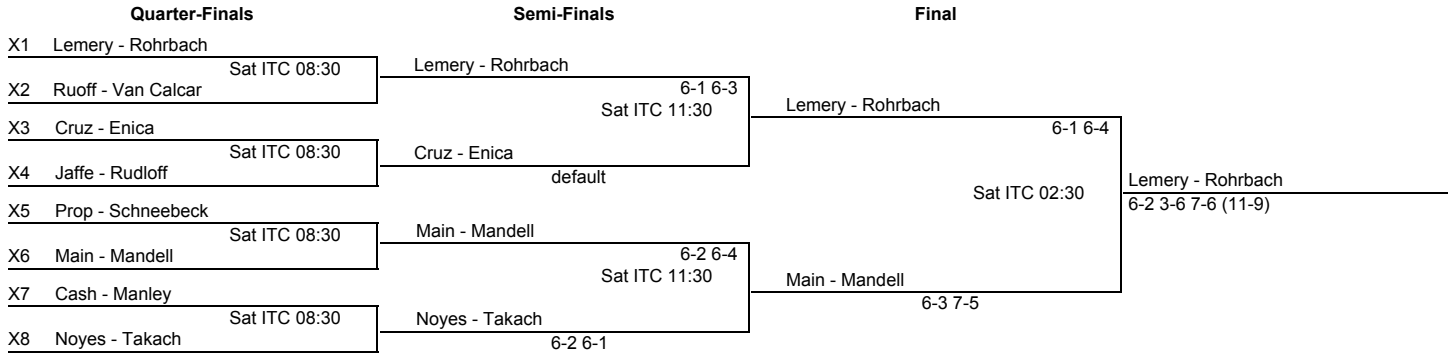 Quarter-Finals Semi-Finals Final
X1 Lemery - Rohrbach
Sat ITC 08:30
Lemery - Rohrbach
X2 Ruoff - Van Calcar
6-1 6-3
Sat ITC 11:30
Lemery - Rohrbach
X3 Cruz - Enica
6-1 6-4
Sat ITC 08:30
Cruz - Enica
X4 Jaffe - Rudloff
default
Sat ITC 02:30
Lemery - Rohrbach
6-2 3-6 7-6 (11-9)
X5 Prop - Schneebeck
Sat ITC 08:30
Main - Mandell
X6 Main - Mandell
6-2 6-4
Sat ITC 11:30
Main - Mandell
X7 Cash - Manley
6-3 7-5
Sat ITC 08:30
Noyes - Takach
X8 Noyes - Takach
6-2 6-1